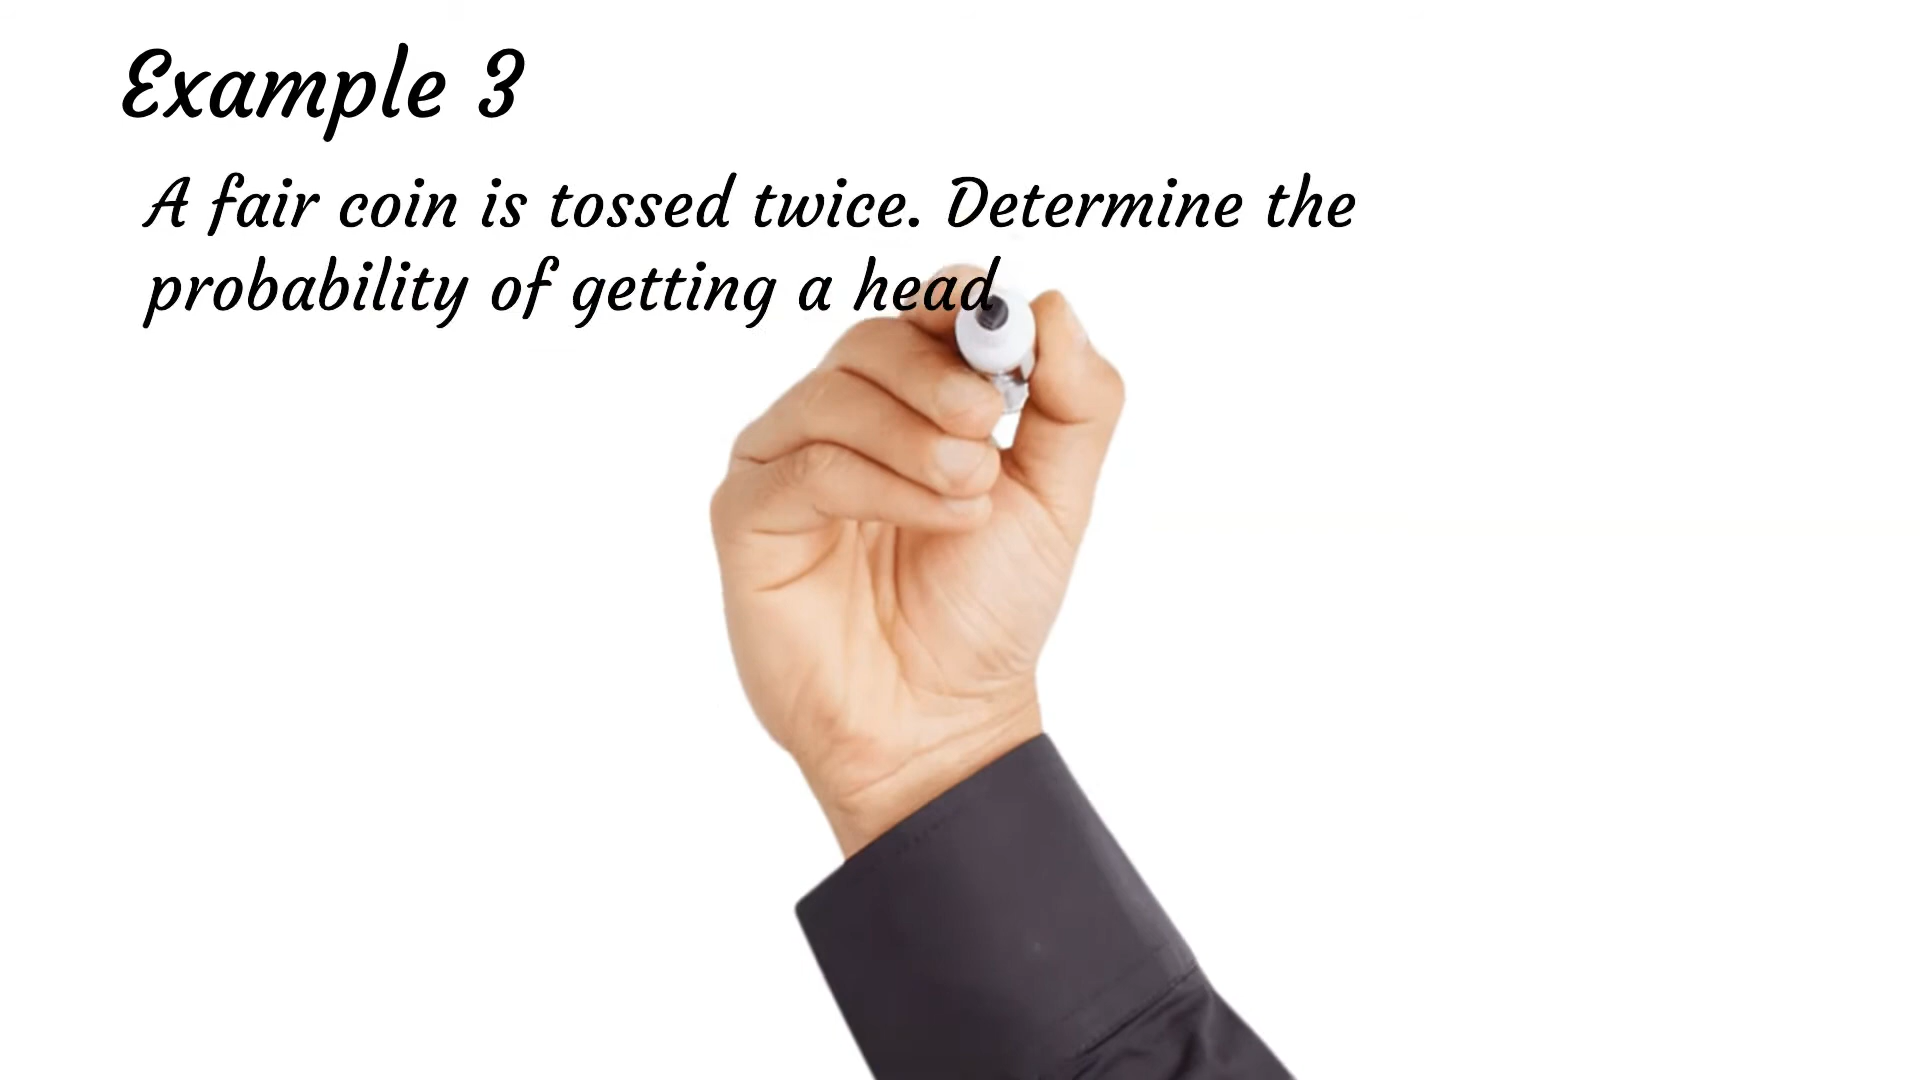 Example 3
A fair coin is tossed twice. Determine the
probability of getting a head